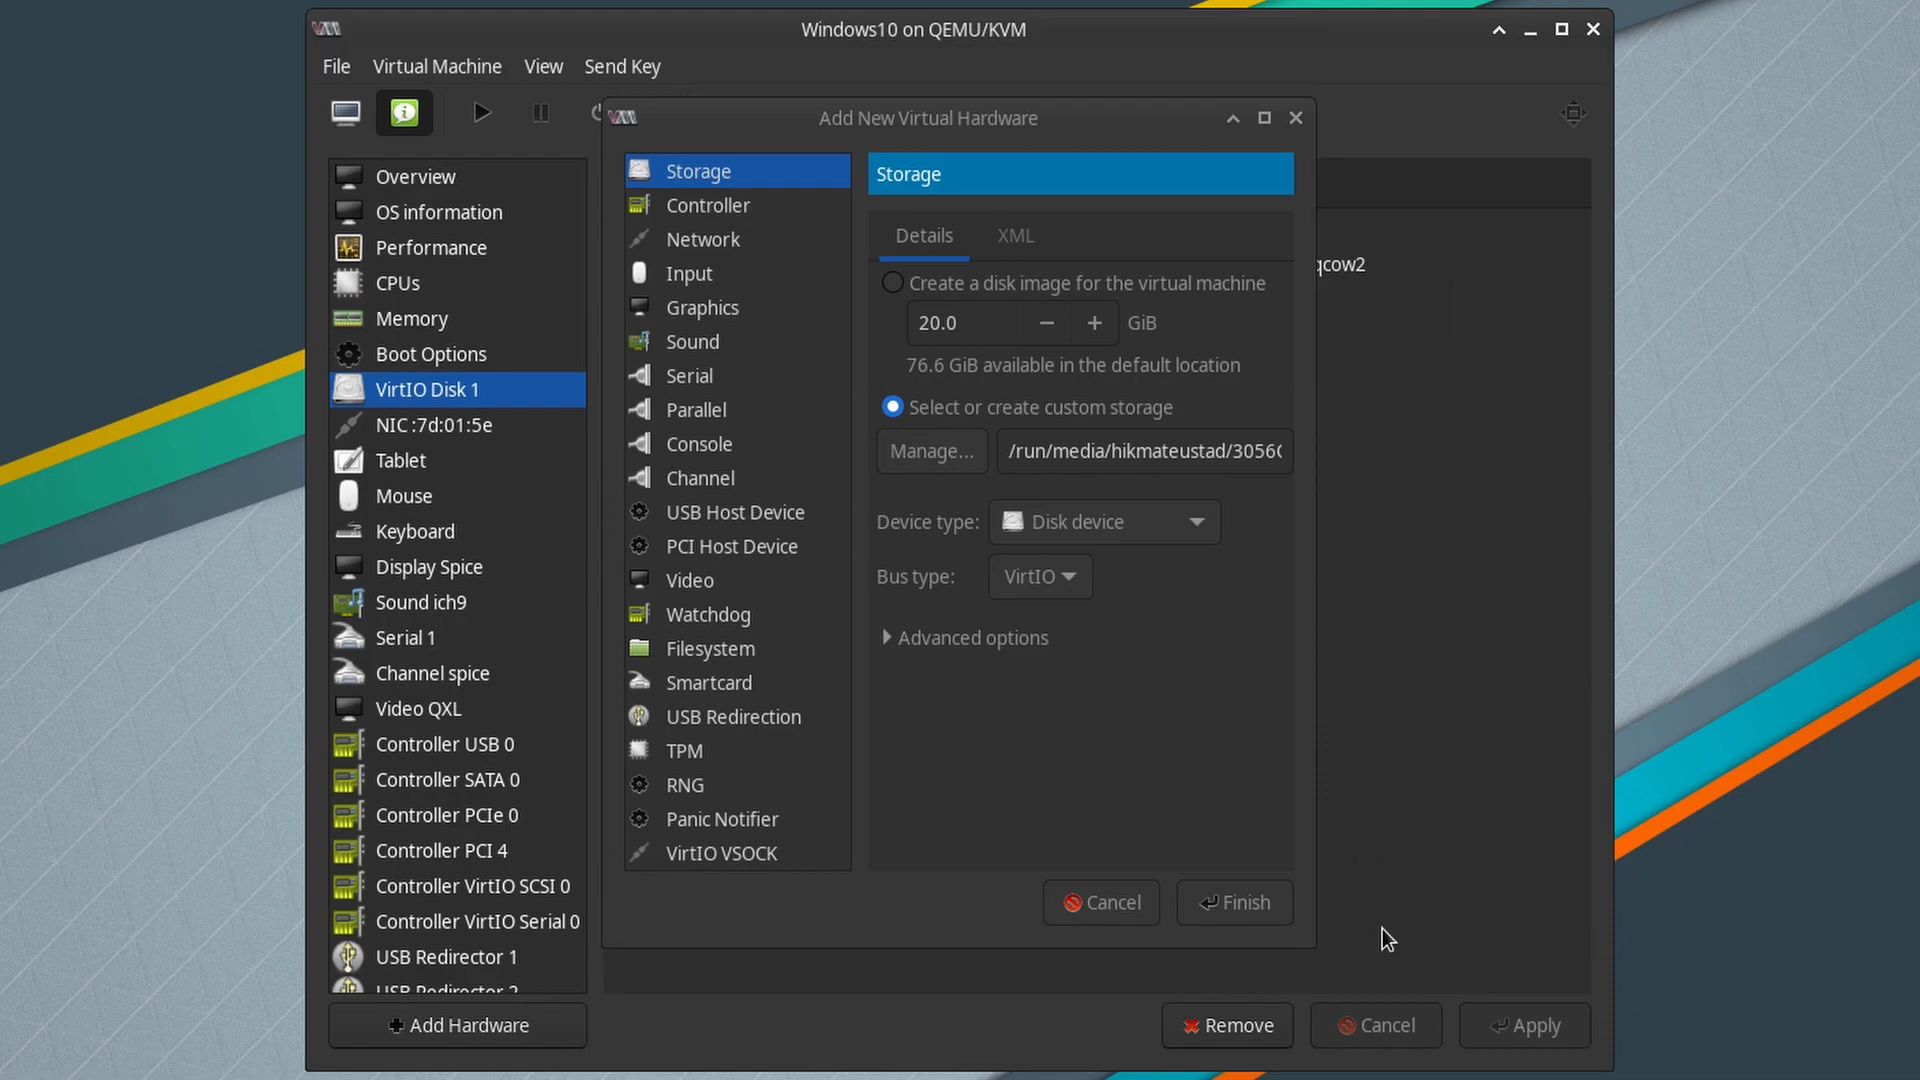 Windows10 on QEMU/KVM
File Virtual Machine View Send Key
Add New Virtual Hardware
Overview
OS information
Performance
CPUs
Memory
Boot Options
VirtIO Disk 1
NIC :7d:01:5e
Tablet
Mouse
Keyboard
Display Spice
Sound ich9
Serial 1
Channel spice
Video QXL
Controller USB 0
Controller SATA 0
Controller PCIe 0
Controller PCI 4
Controller VirtIO SCSI 0
Controller VirtIO Serial 0
USB Redirector 1
USB Redirector 2
Add Hardware
Storage
Controller
Network
Input
Graphics
Sound
Serial
Parallel
Console
Channel
USB Host Device
PCI Host Device
Video
Watchdog
Filesystem
Smartcard
USB Redirection
TPM
RNG
Panic Notifier
VirtIO VSOCK
Storage
Details XML
Create a disk image for the virtual machine
20.0 − + GiB
76.6 GiB available in the default location
Select or create custom storage
Manage... /run/media/hikmateustad/3056
Device type: Disk device
Bus type: VirtIO
Advanced options
Cancel Finish
qcow2
Remove Cancel Apply